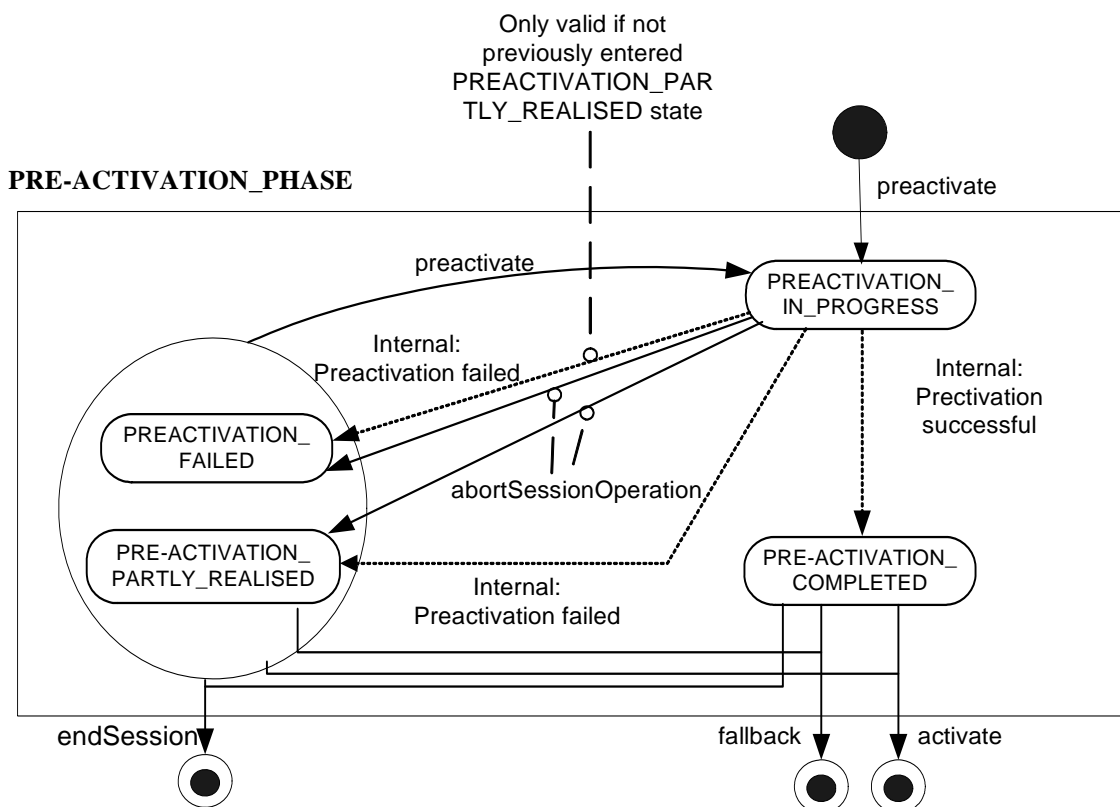 Only valid if not
previously entered
PREACTIVATION_PAR
TLY_REALISED state
PRE-ACTIVATION_PHASE
preactivate
preactivate
PREACTIVATION_
IN_PROGRESS
Internal:
Preactivation failed
Internal:
Prectivation
successful
PREACTIVATION_
FAILED
abortSessionOperation
PRE-ACTIVATION_
PARTLY_REALISED
PRE-ACTIVATION_
COMPLETED
Internal:
Preactivation failed
endSession
fallback
activate